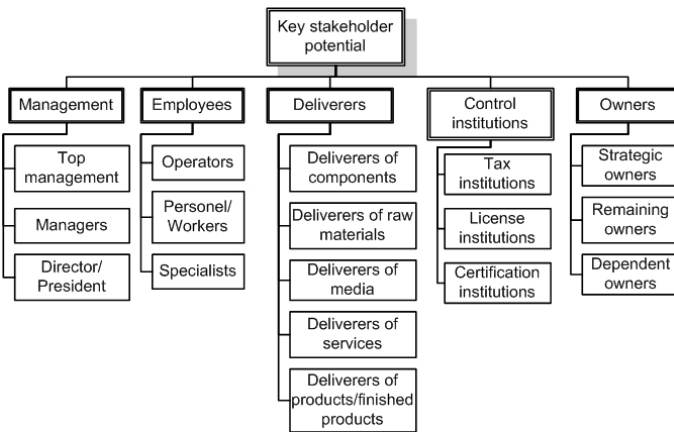 Key stakeholder
potential
Management
Employees
Deliverers
Control
institutions
Owners
Top
management
Managers
Director/
President
Operators
Personel/
Workers
Specialists
Deliverers of
components
Deliverers of raw
materials
Deliverers of
media
Deliverers of
services
Deliverers of
products/finished
products
Tax
institutions
License
institutions
Certification
institutions
Strategic
owners
Remaining
owners
Dependent
owners